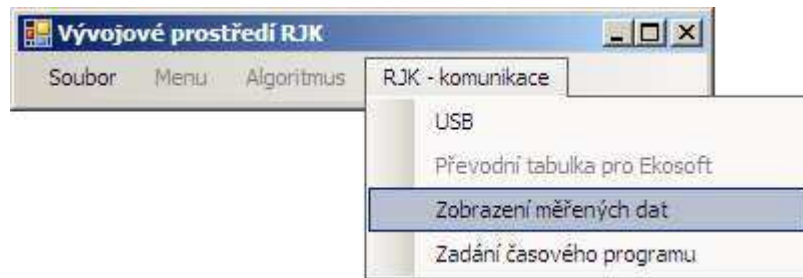 Vývojové prostředí RJK
Soubor Menu Algoritmus RJK - komunikace
USB
Převodní tabulka pro Ekosoft
Zobrazení měřených dat
Zadání časového programu